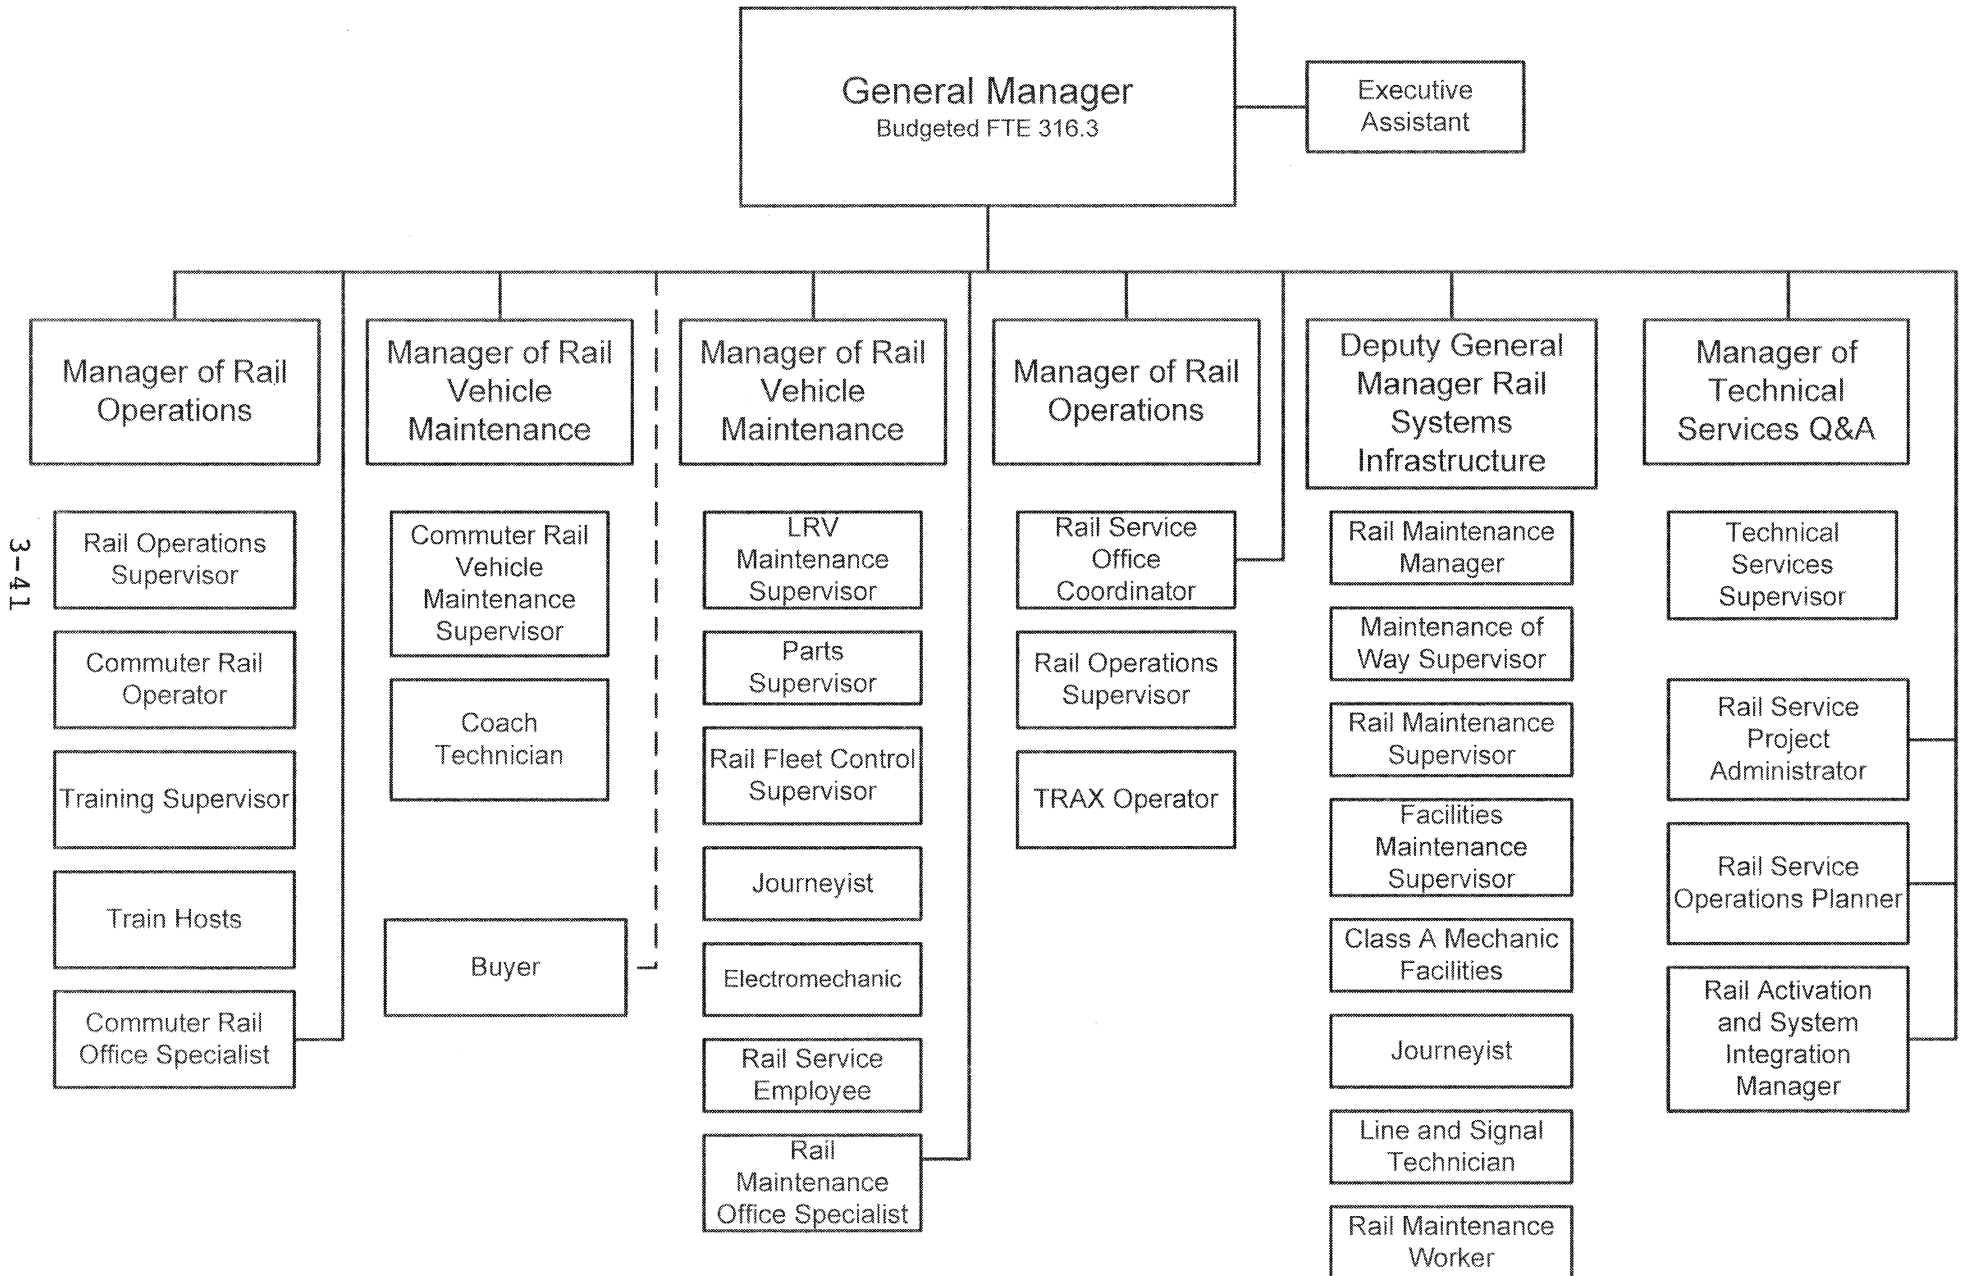 General Manager
Budgeted FTE 316.3
Executive
Assistant
Manager of Rail
Operations
Rail Operations
Supervisor
Commuter Rail
Operator
Training Supervisor
Train Hosts
Commuter Rail
Office Specialist
Manager of Rail
Vehicle
Maintenance
Commuter Rail
Vehicle
Maintenance
Supervisor
Coach
Technician
Buyer
Manager of Rail
Vehicle
Maintenance
LRV
Maintenance
Supervisor
Parts
Supervisor
Rail Fleet Control
Supervisor
Journeyist
Electromechanic
Rail Service
Employee
Rail
Maintenance
Office Specialist
Manager of Rail
Operations
Rail Service
Office
Coordinator
Rail Operations
Supervisor
TRAX Operator
Deputy General
Manager Rail
Systems
Infrastructure
Rail Maintenance
Manager
Maintenance of
Way Supervisor
Rail Maintenance
Supervisor
Facilities
Maintenance
Supervisor
Class A Mechanic
Facilities
Journeyist
Line and Signal
Technician
Rail Maintenance
Worker
Manager of
Technical
Services Q&A
Technical
Services
Supervisor
Rail Service
Project
Administrator
Rail Service
Operations Planner
Rail Activation
and System
Integration
Manager
3-41